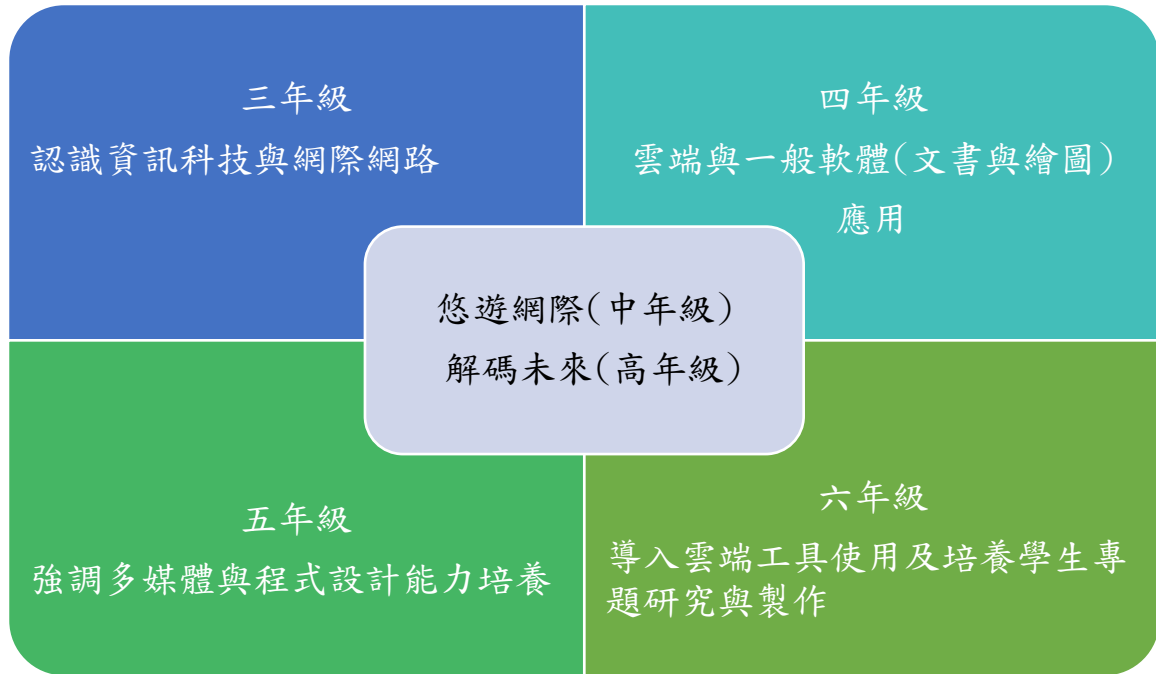 三年級
認識資訊科技與網際網路
四年級
雲端與一般軟體(文書與繪圖)
應用
悠遊網際(中年級)
解碼未來(高年級)
五年級
強調多媒體與程式設計能力培養
六年級
導入雲端工具使用及培養學生專
題研究與製作